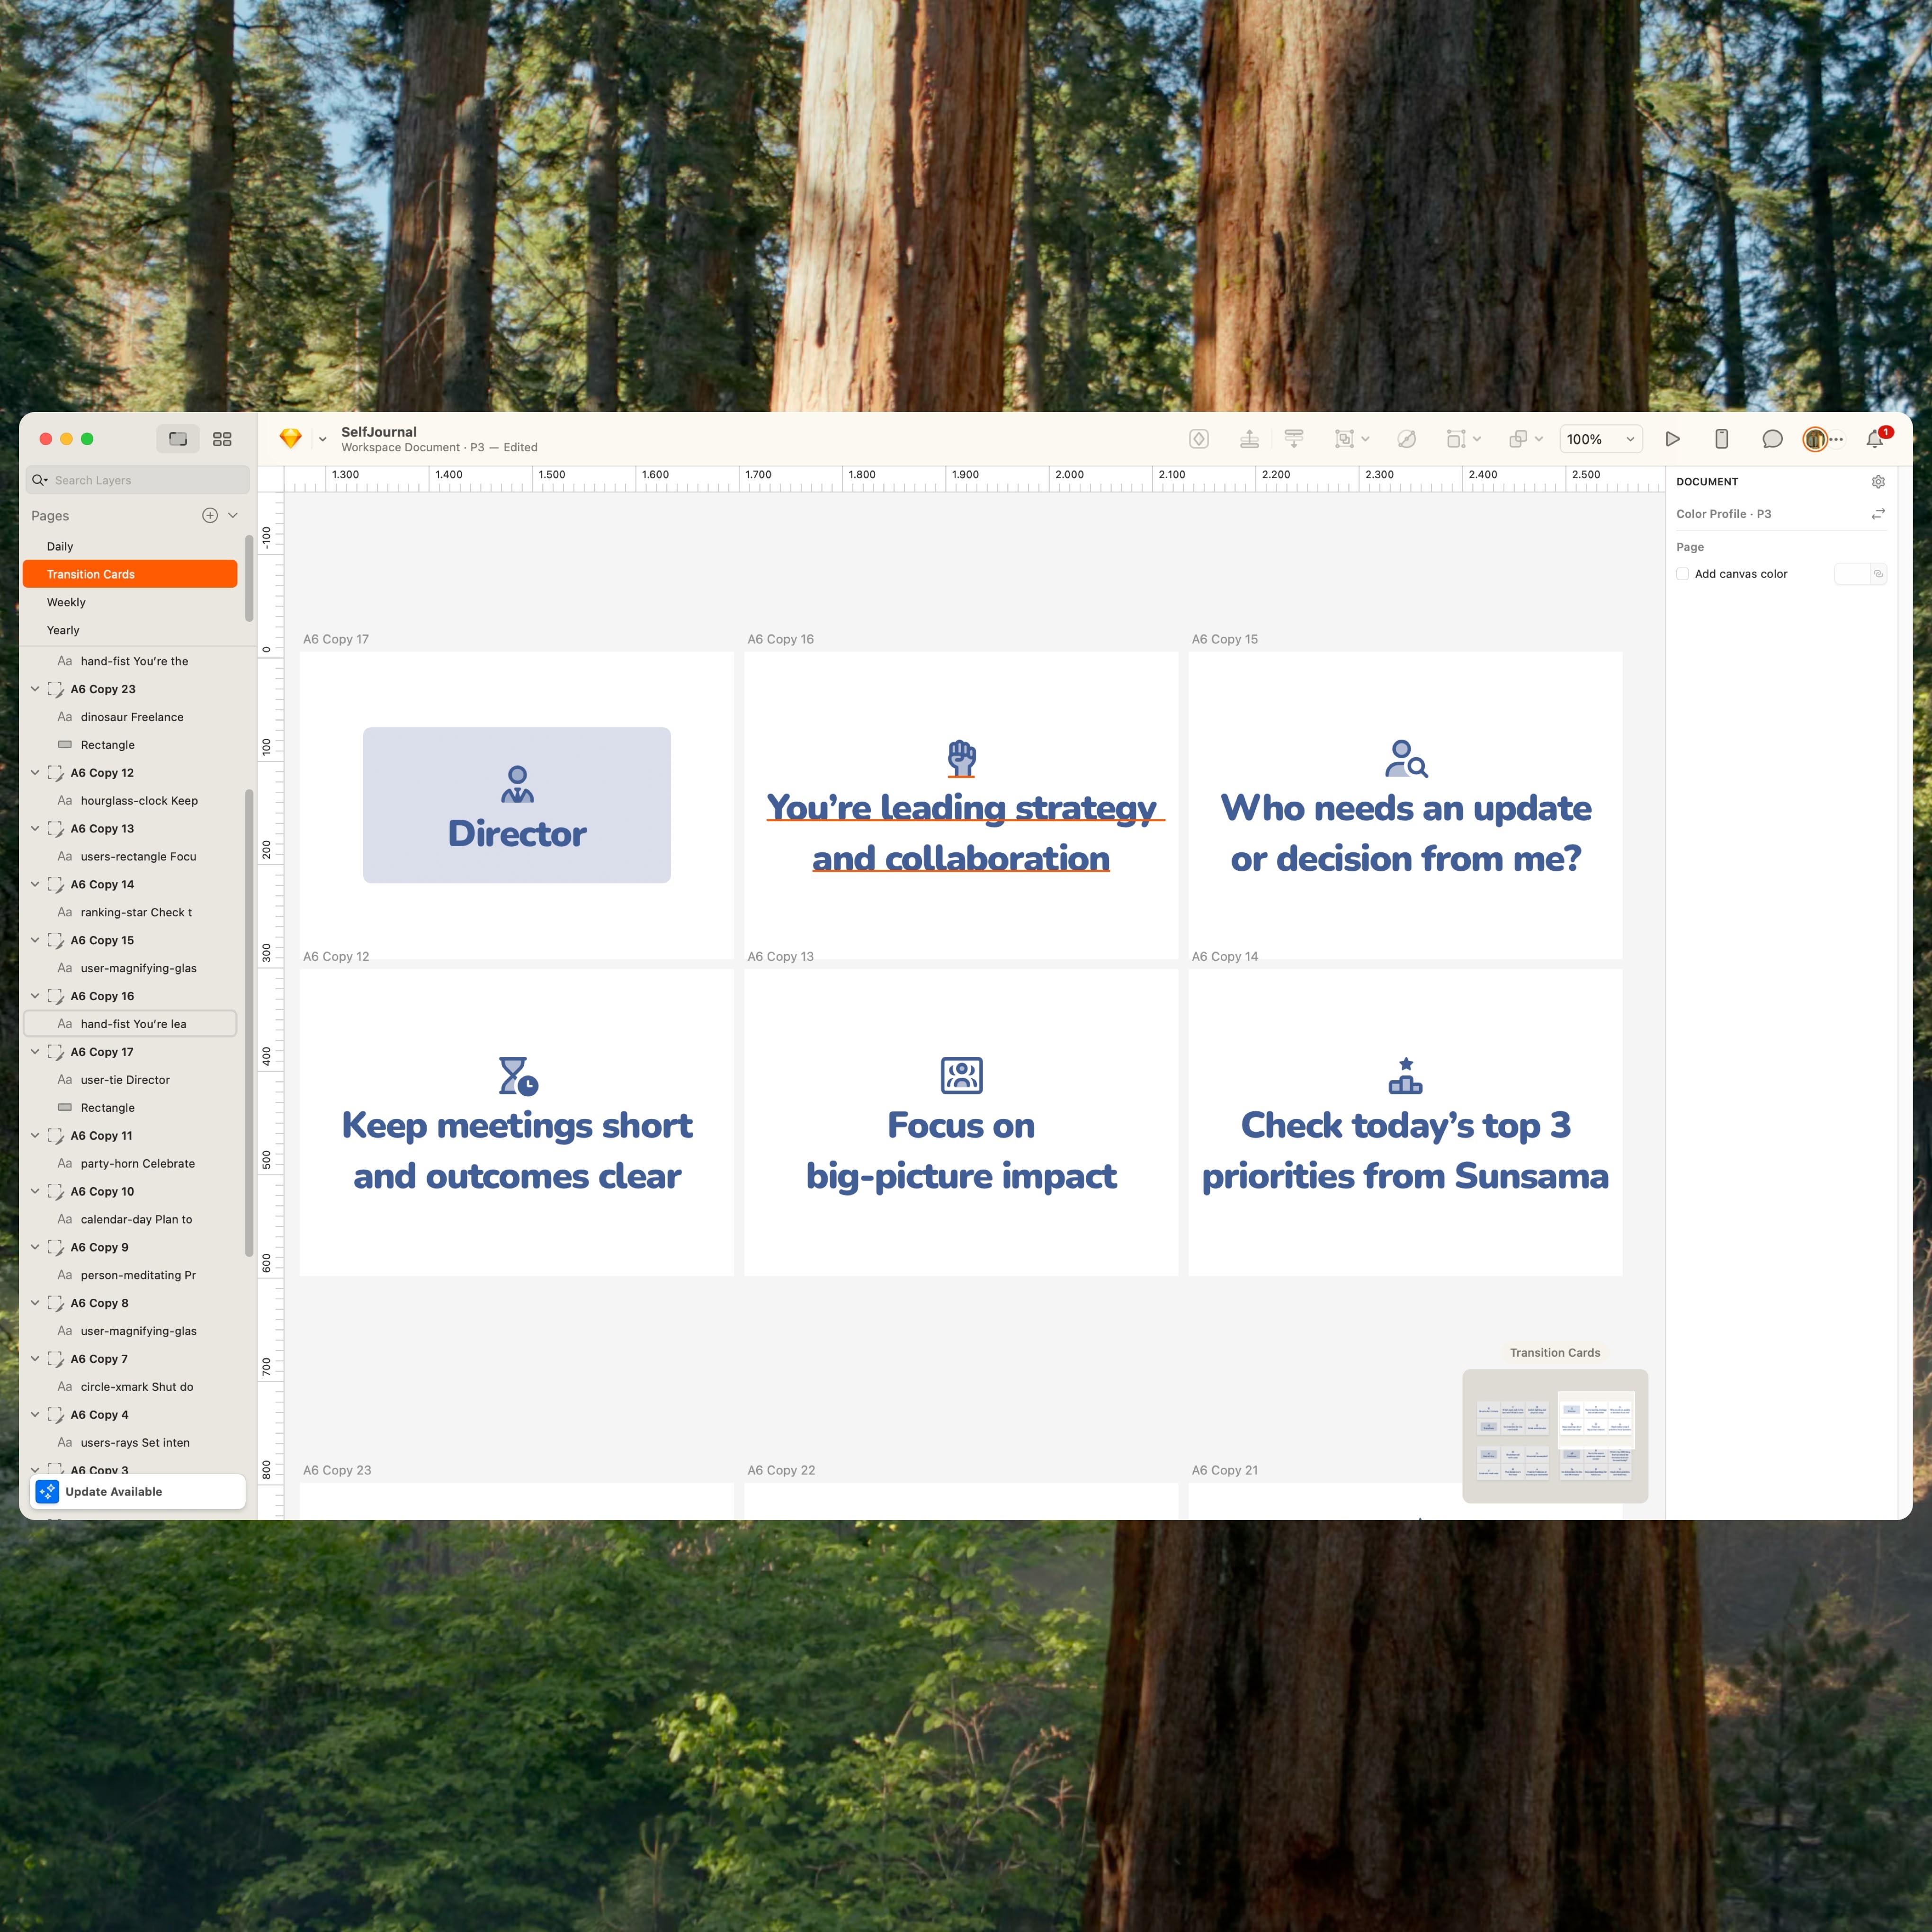 SelfJournal
Workspace Document · P3 — Edited
100%
1
Search Layers
Pages
Daily
Transition Cards
Weekly
Yearly
Aa hand-fist You're the
A6 Copy 23
Aa dinosaur Freelance
Rectangle
A6 Copy 12
Aa hourglass-clock Keep
A6 Copy 13
Aa users-rectangle Focu
A6 Copy 14
Aa ranking-star Check t
A6 Copy 15
Aa user-magnifying-glas
A6 Copy 16
Aa hand-fist You're lea
A6 Copy 17
Aa user-tie Director
Rectangle
A6 Copy 11
Aa party-horn Celebrate
A6 Copy 10
Aa calendar-day Plan to
A6 Copy 9
Aa person-meditating Pr
A6 Copy 8
Aa user-magnifying-glas
A6 Copy 7
Aa circle-xmark Shut do
A6 Copy 4
Aa users-rays Set inten
A6 Copy 3
Update Available
1.300 1.400 1.500 1.600 1.700 1.800 1.900 2.000 2.100 2.200 2.300 2.400 2.500
-100
0
100
200
300
400
500
600
700
800
A6 Copy 17
Director
A6 Copy 16
You’re leading strategy
and collaboration
A6 Copy 15
Who needs an update
or decision from me?
A6 Copy 12
Keep meetings short
and outcomes clear
A6 Copy 13
Focus on
big-picture impact
A6 Copy 14
Check today’s top 3
priorities from Sunsama
A6 Copy 23
A6 Copy 22
A6 Copy 21
Transition Cards
DOCUMENT
Color Profile · P3
Page
Add canvas color